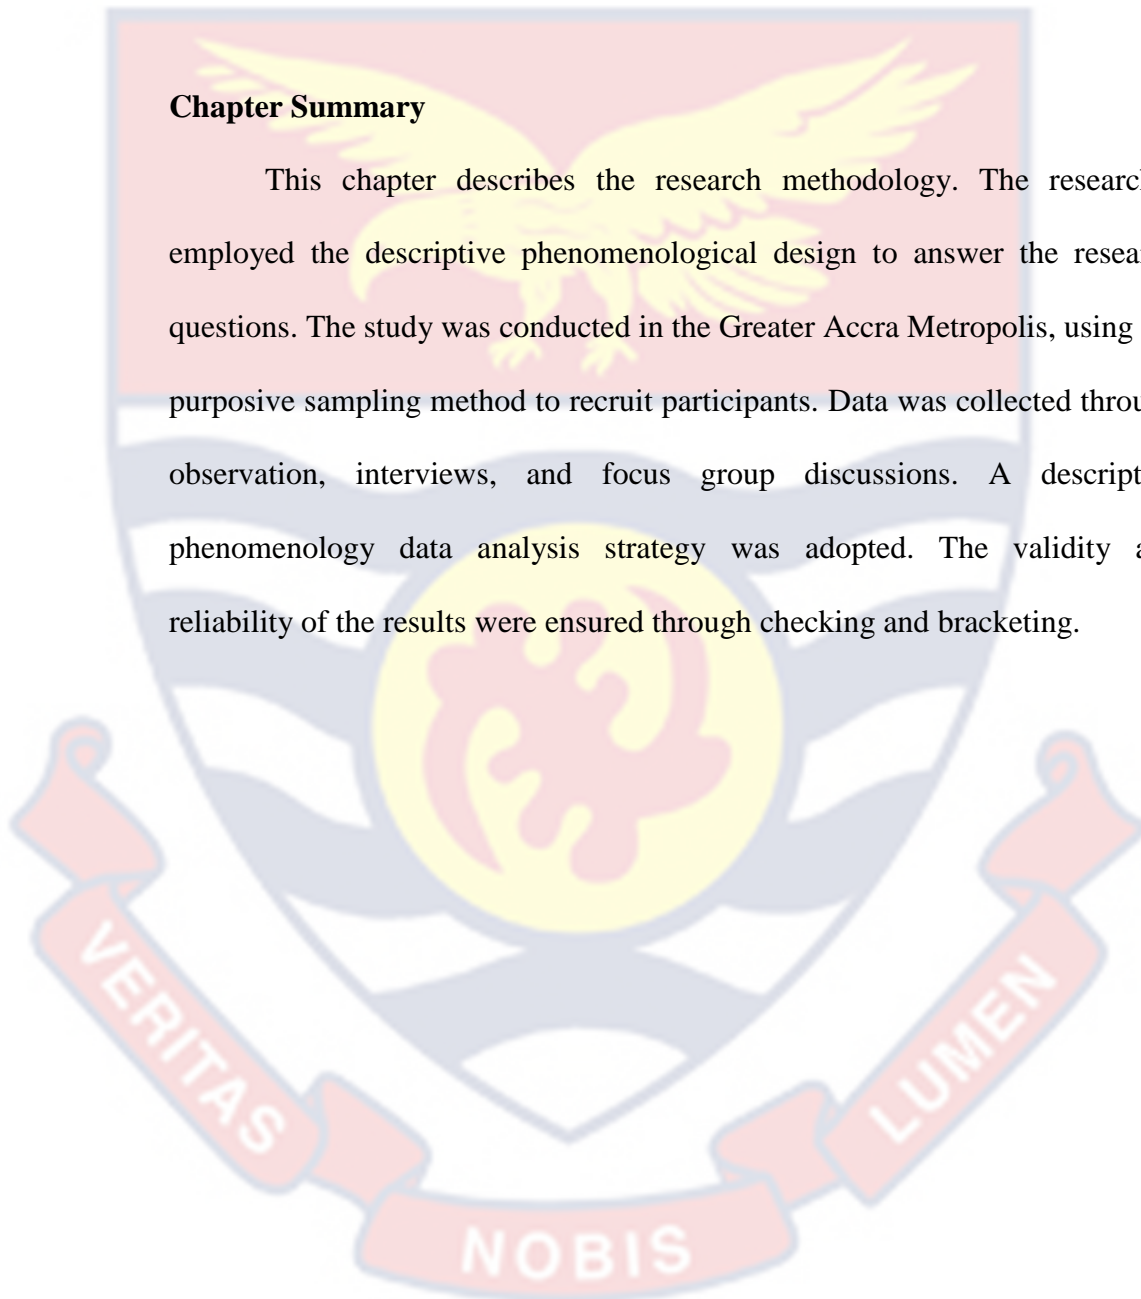 Chapter Summary
This chapter describes the research methodology. The research
employed the descriptive phenomenological design to answer the resear
questions. The study was conducted in the Greater Accra Metropolis, using
purposive sampling method to recruit participants. Data was collected throu
observation, interviews, and focus group discussions. A descript
phenomenology data analysis strategy was adopted. The validity a
reliability of the results were ensured through checking and bracketing.
VERITAS
NOBIS
LUMEN